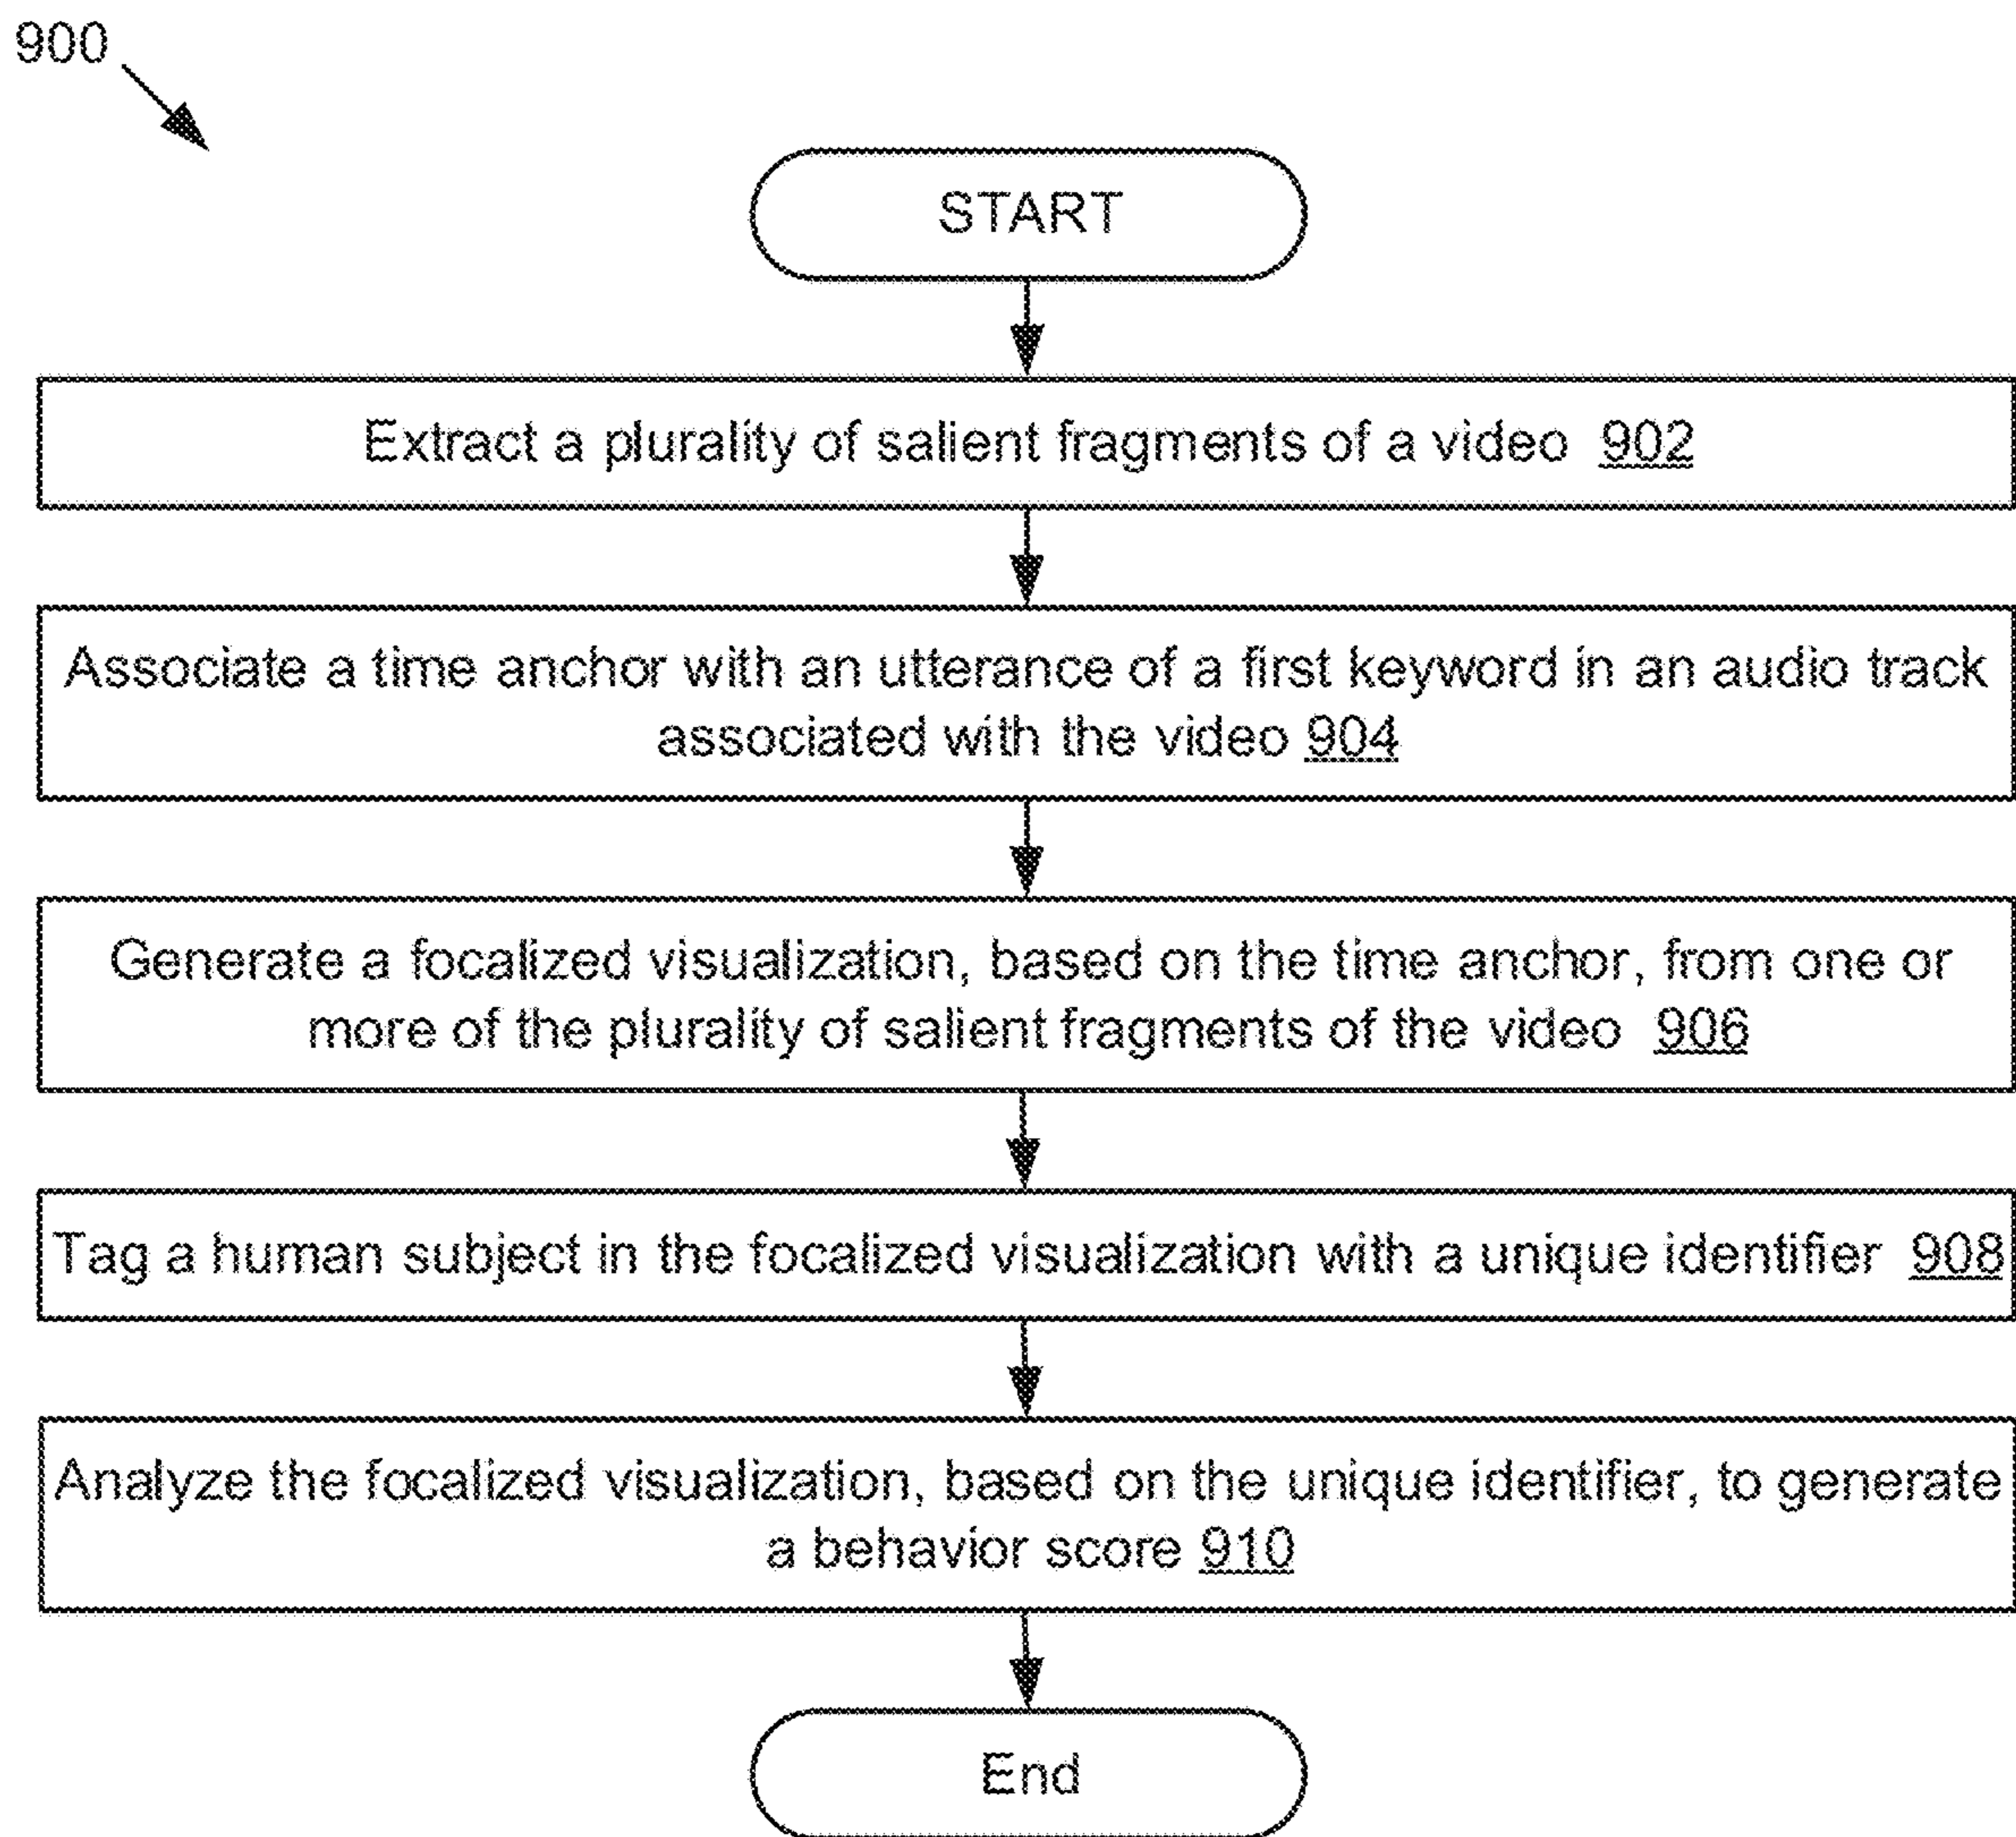 900
START
Extract a plurality of salient fragments of a video 902
Associate a time anchor with an utterance of a first keyword in an audio track
associated with the video 904
Generate a focalized visualization, based on the time anchor, from one or
more of the plurality of salient fragments of the video 906
Tag a human subject in the focalized visualization with a unique identifier 908
Analyze the focalized visualization, based on the unique identifier, to generate
a behavior score 910
End